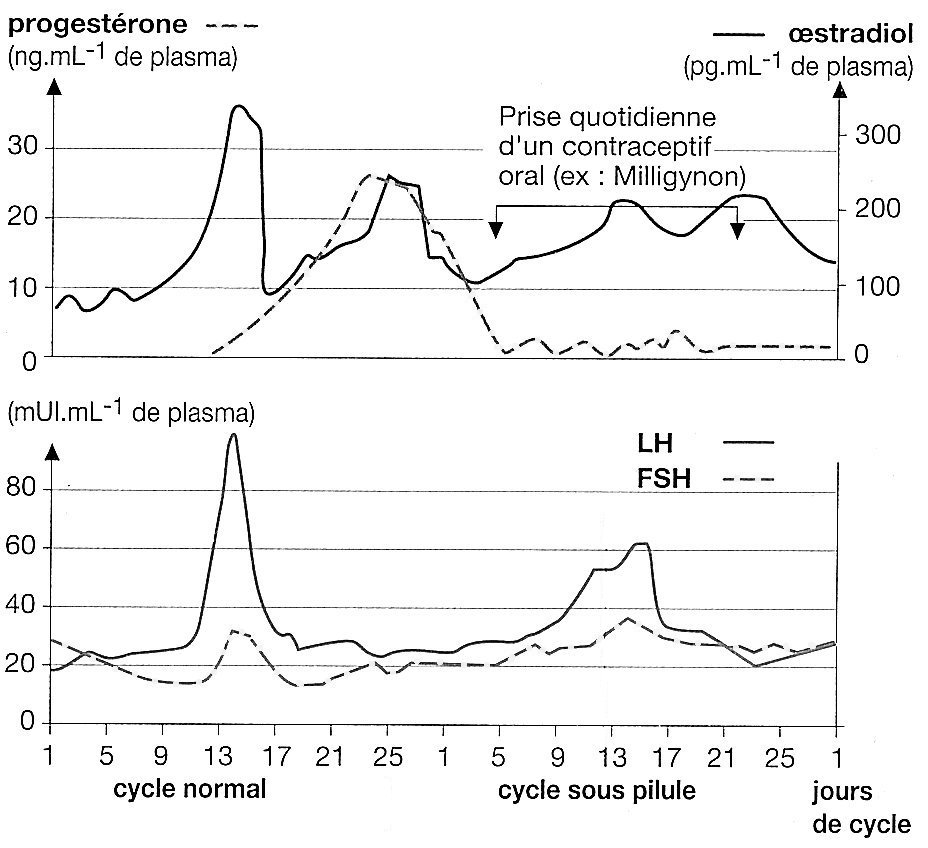 progestérone
(ng.mL-1 de plasma)
œstradiol
(pg.mL-1 de plasma)
Prise quotidienne
d'un contraceptif
oral (ex : Milligynon)
30
20
10
0
300
200
100
0
(mUI.mL-1 de plasma)
LH
FSH
80
60
40
20
0
1 5 9 13 17 21 25 1 5 9 13 17 21 25 1
cycle normal
cycle sous pilule
jours
de cycle